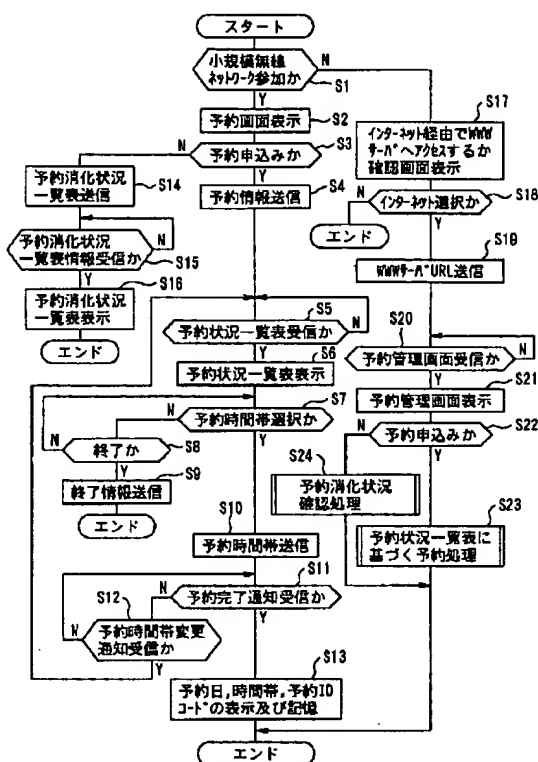 スタート
小規模無線
ネットワーク参加か
N
S1
Y
予約画面表示
S2
S3
N
予約申込みか
Y
予約情報送信
S4
予約消化状況
一覧表送信
S14
予約消化状況
一覧表情報受信か
N
S15
Y
S16
予約消化状況
一覧表表示
エンド
S5
予約状況一覧表受信か
N
Y
S6
予約状況一覧表表示
S7
N
予約時間帯選択か
Y
N
終了か
S8
Y
S9
終了情報送信
エンド
S10
予約時間帯送信
S11
N
予約完了通知受信か
Y
S12
N
予約時間帯変更
通知受信か
Y
S13
予約日,時間帯,予約ID
コードの表示及び記憶
エンド
S17
インターネット経由でWWW
サーバへアクセスするか
確認画面表示
S18
N
インターネット選択か
エンド
Y
S19
WWWサーバURL送信
S20
予約管理画面受信か
N
Y
S21
予約管理画面表示
N
予約申込みか
S22
Y
S24
予約消化状況
確認処理
S23
予約状況一覧表に
基づく予約処理